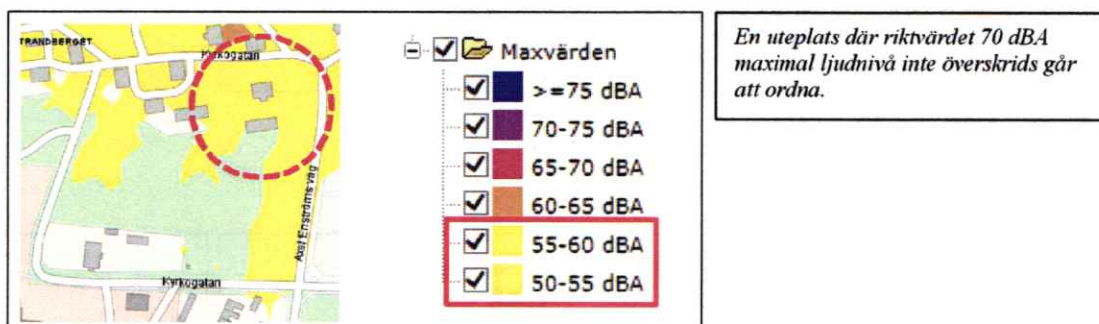 TRANDBERGET
Kyrkogatan
Axel Enströms väg
Kyrkogatan
Maxvärden
>=75 dBA
70-75 dBA
65-70 dBA
60-65 dBA
55-60 dBA
50-55 dBA
En uteplats där riktvärdet 70 dBA
maximal ljudnivå inte överskrids går
att ordna.